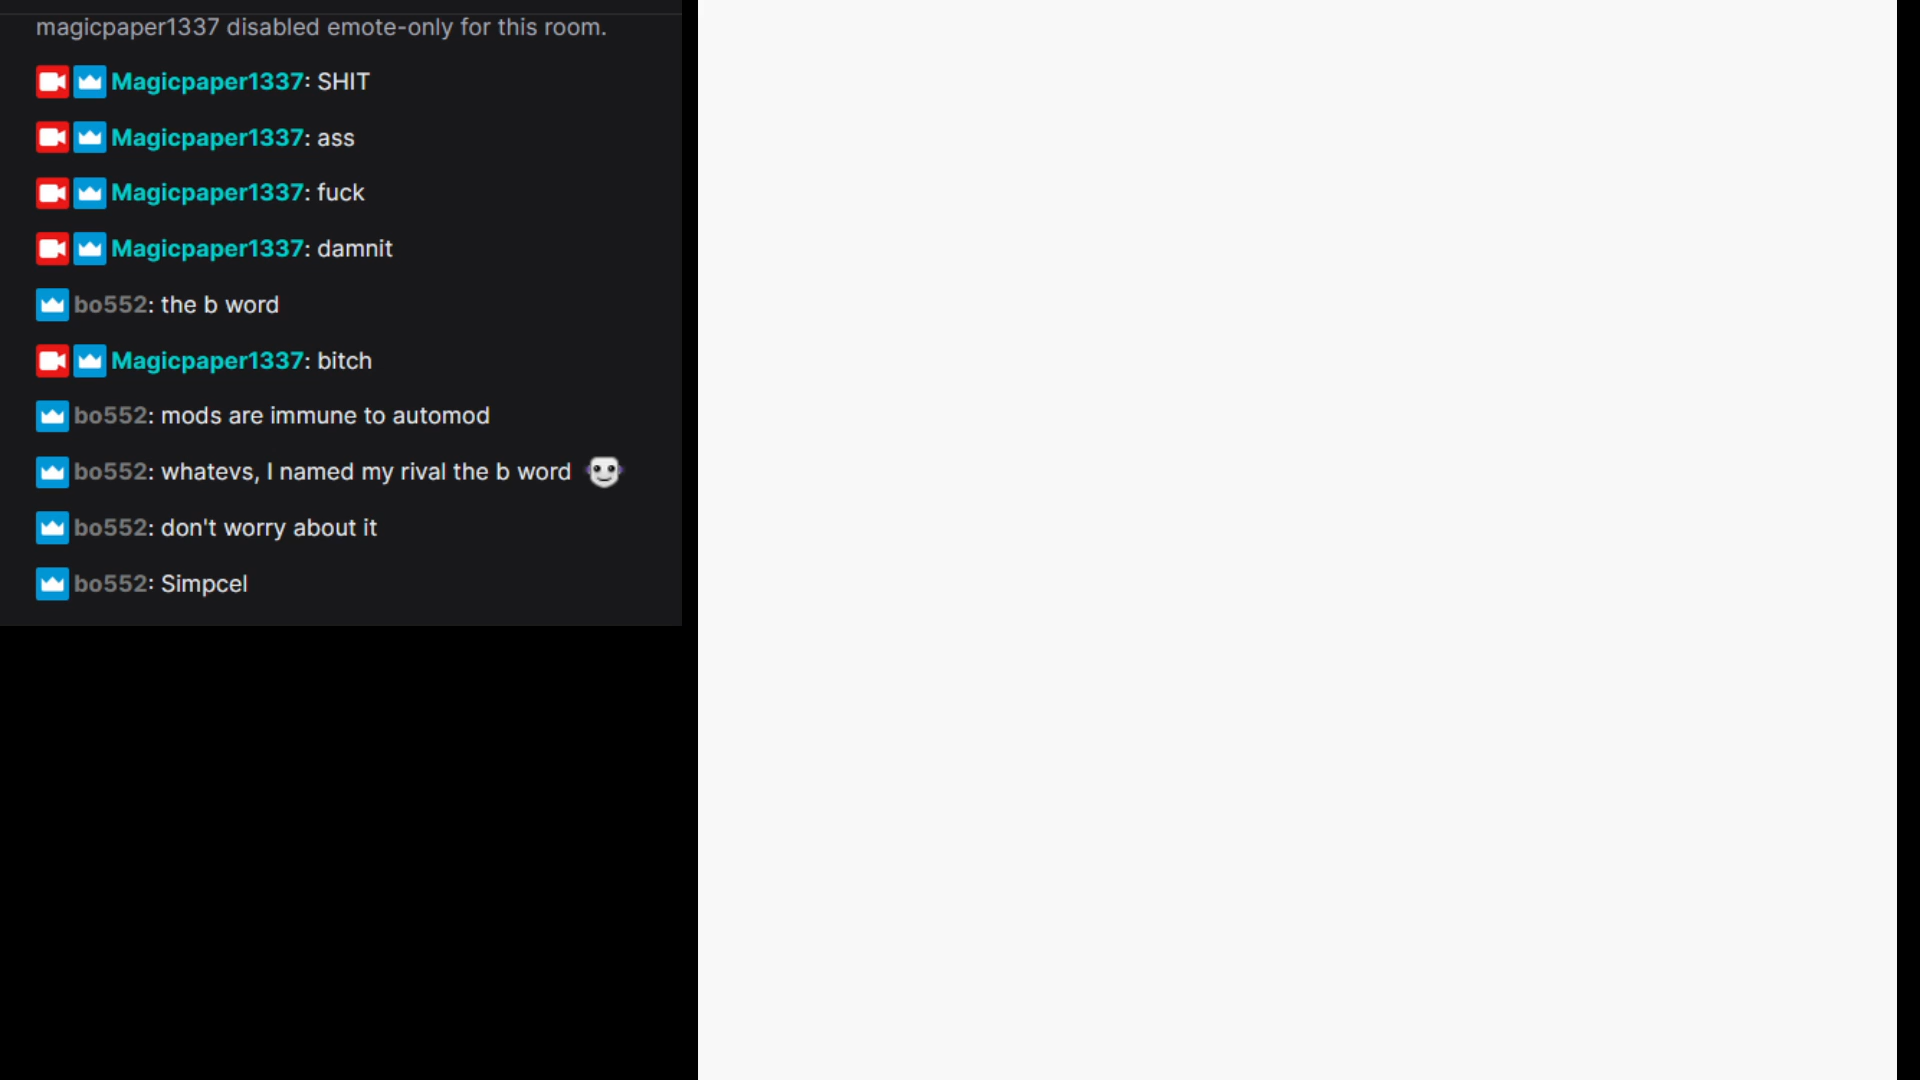 magicpaper1337 disabled emote-only for this room.
Magicpaper1337: SHIT
Magicpaper1337: ass
Magicpaper1337: fuck
Magicpaper1337: damnit
bo552: the b word
Magicpaper1337: bitch
bo552: mods are immune to automod
bo552: whatevs, I named my rival the b word
bo552: don't worry about it
bo552: Simpcel